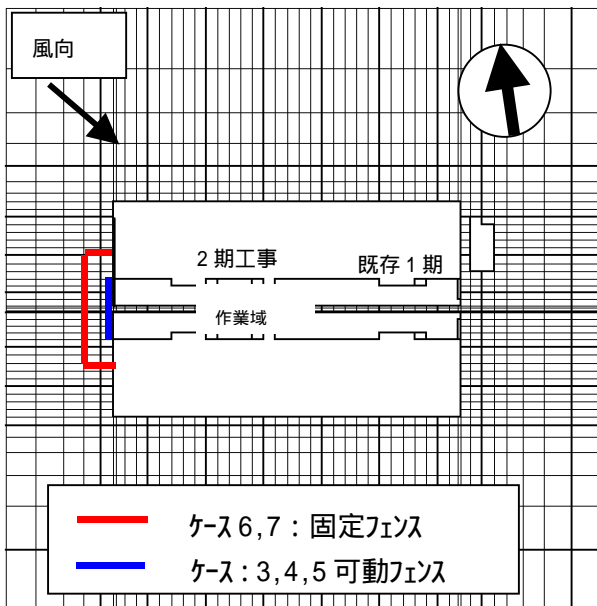 風向
2期工事
既存1期
作業域
ケース6,7：固定フェンス
ケース：3,4,5可動フェンス